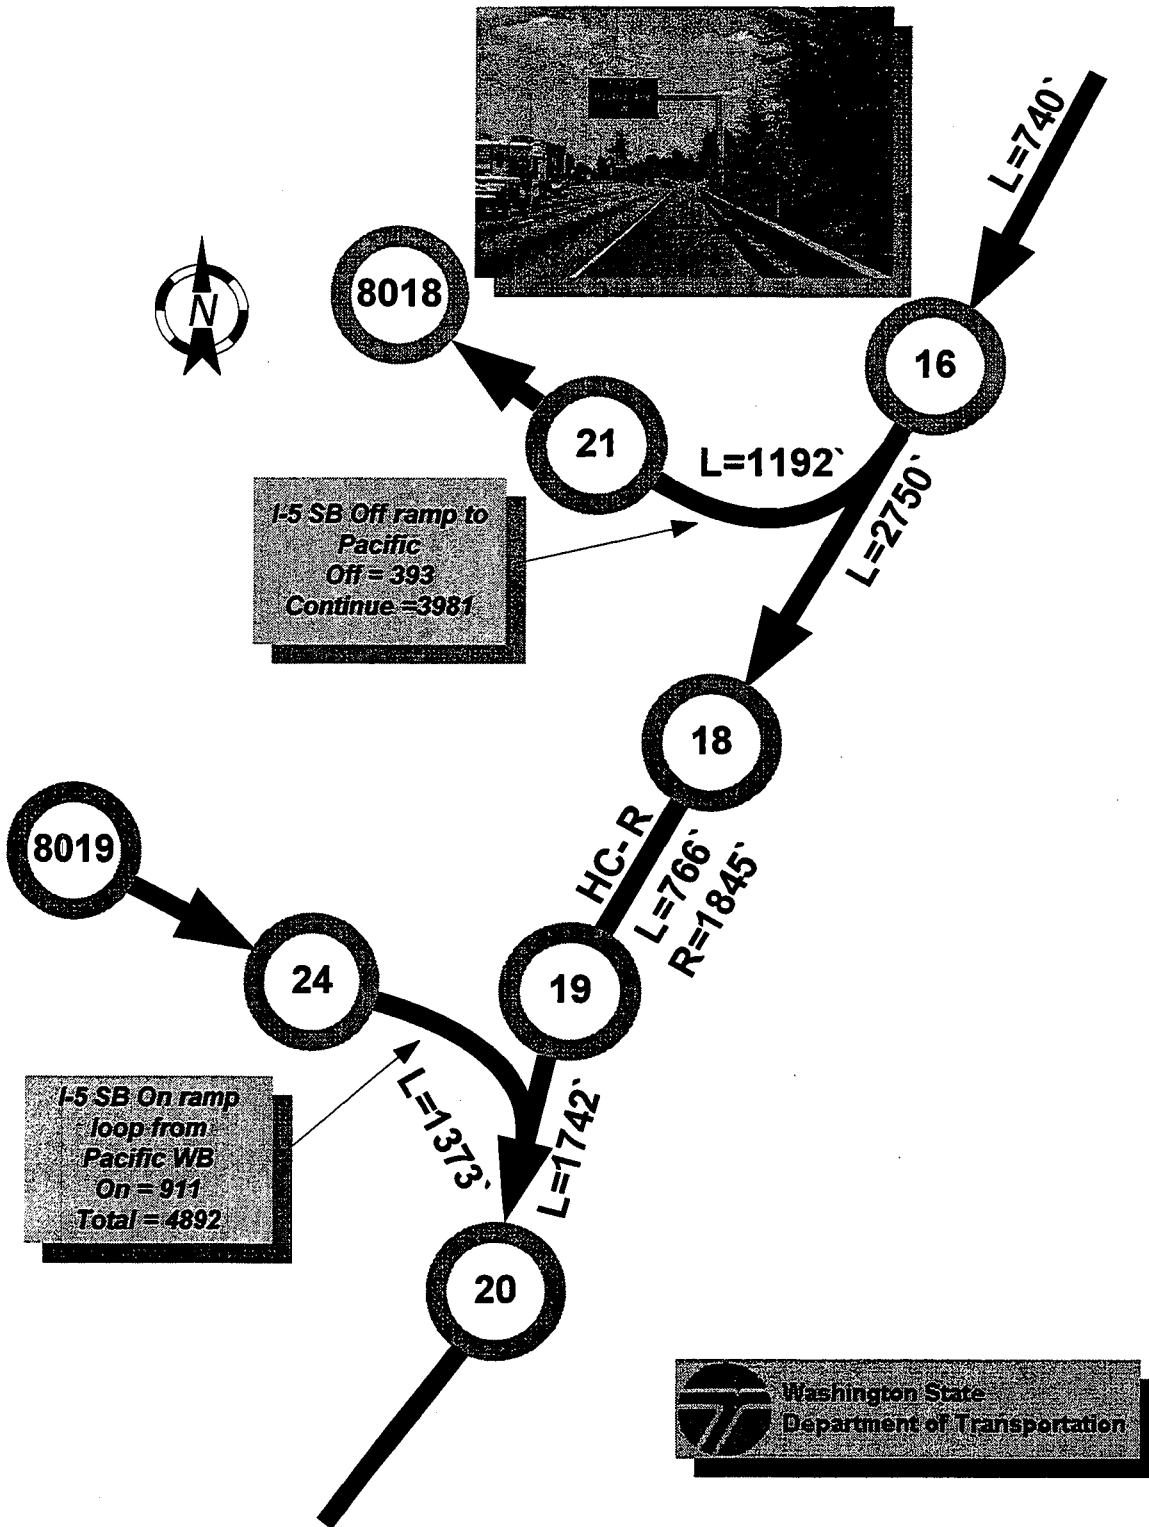 L=740`
N
8018
16
21
L=1192`
L=2750`
I-5 SB Off ramp to
Pacific
Off = 393
Continue =3981
18
HC- R
L=766`
R=1845`
8019
24
19
I-5 SB On ramp
loop from
Pacific WB
On = 911
Total = 4892
L=1373`
L=1742`
20
Washington State
Department of Transportation